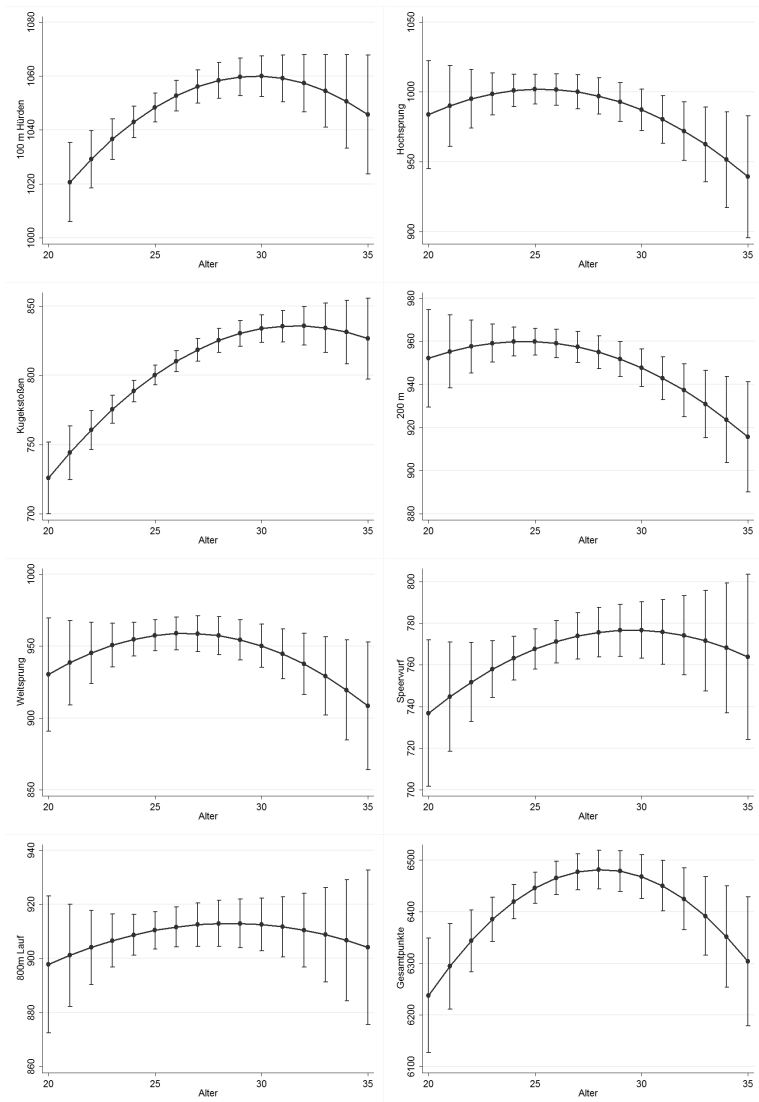 100 m Hürden
1080
1060
1040
1020
1000
20 25 30 35
Alter
Hochsprung
1050
1000
950
900
20 25 30 35
Alter
Kugekstoßen
850
800
750
700
20 25 30 35
Alter
200 m
980
960
940
920
900
880
20 25 30 35
Alter
Weitsprung
1000
950
900
850
20 25 30 35
Alter
Speerwurf
800
780
760
740
720
700
20 25 30 35
Alter
800m Lauf
940
920
900
880
860
20 25 30 35
Alter
Gesamtpunkte
6500
6400
6300
6200
6100
20 25 30 35
Alter